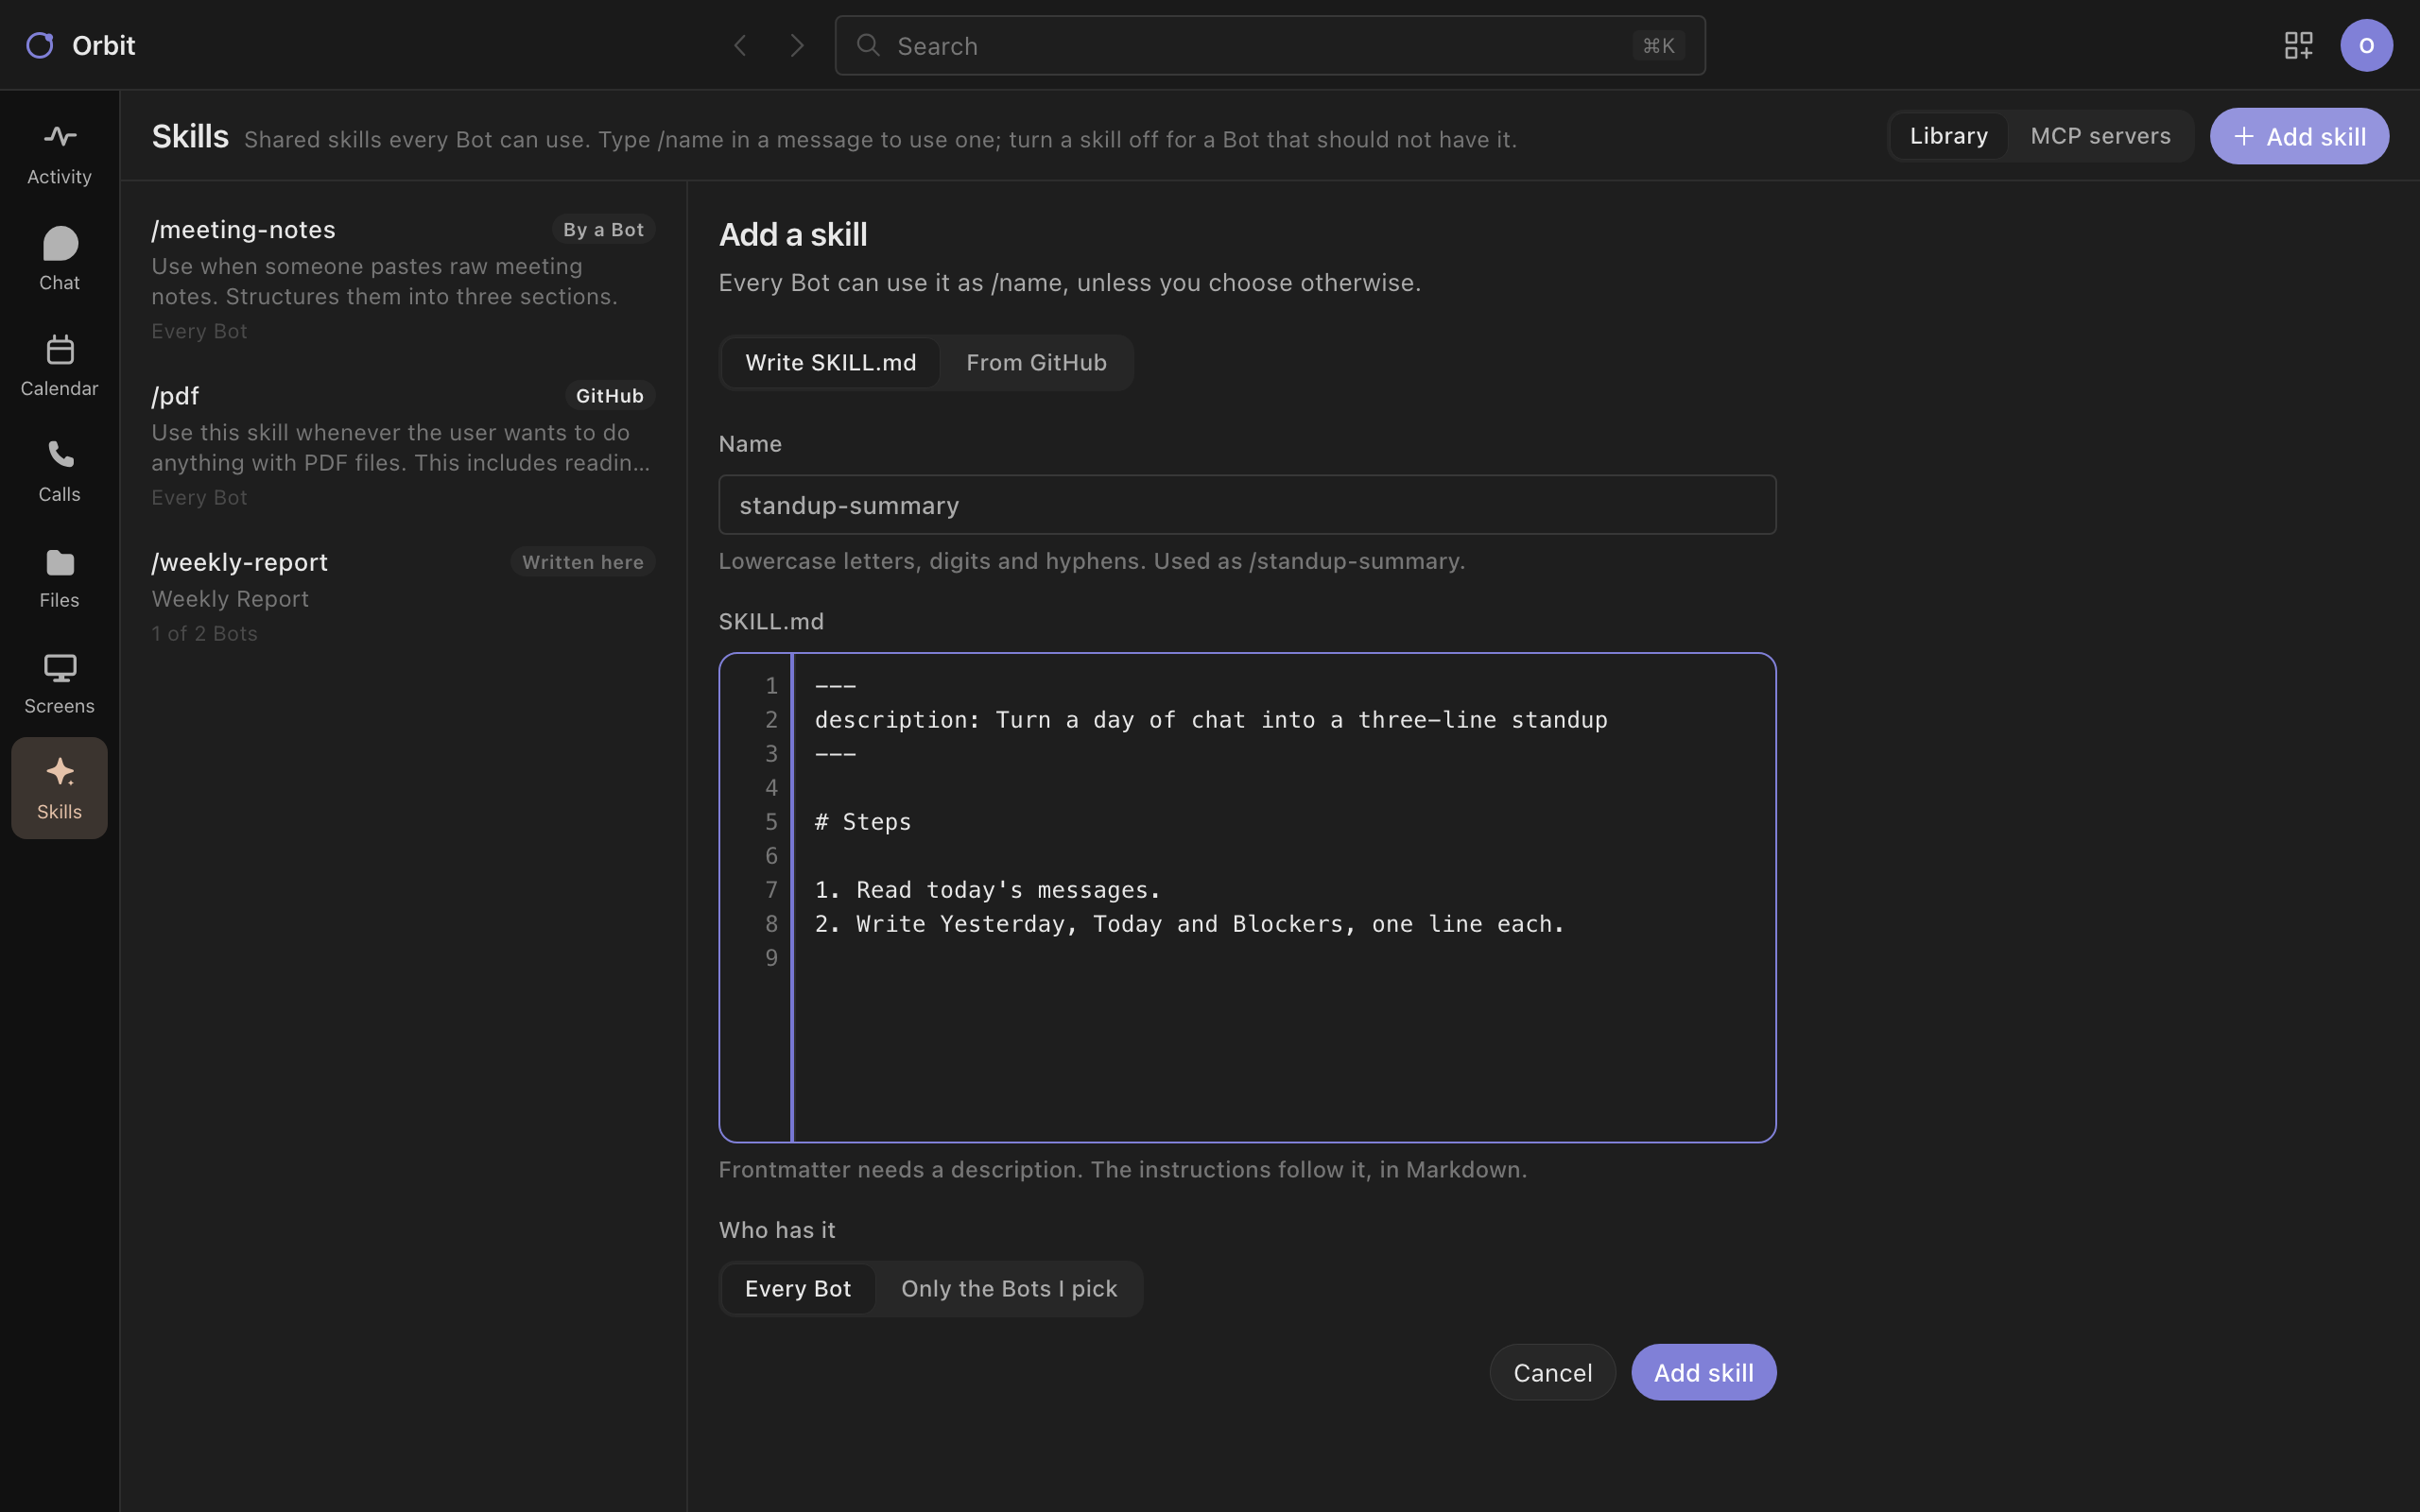 Orbit
Search
⌘K
O
Skills
Shared skills every Bot can use. Type /name in a message to use one; turn a skill off for a Bot that should not have it.
Library
MCP servers
+ Add skill
Activity
Chat
Calendar
Calls
Files
Screens
Skills
/meeting-notes
By a Bot
Use when someone pastes raw meeting
notes. Structures them into three sections.
Every Bot
/pdf
GitHub
Use this skill whenever the user wants to do
anything with PDF files. This includes readin...
Every Bot
/weekly-report
Written here
Weekly Report
1 of 2 Bots
Add a skill
Every Bot can use it as /name, unless you choose otherwise.
Write SKILL.md
From GitHub
Name
standup-summary
Lowercase letters, digits and hyphens. Used as /standup-summary.
SKILL.md
1 ---
2 description: Turn a day of chat into a three-line standup
3 ---
4
5 # Steps
6
7 1. Read today's messages.
8 2. Write Yesterday, Today and Blockers, one line each.
9
Frontmatter needs a description. The instructions follow it, in Markdown.
Who has it
Every Bot
Only the Bots I pick
Cancel
Add skill